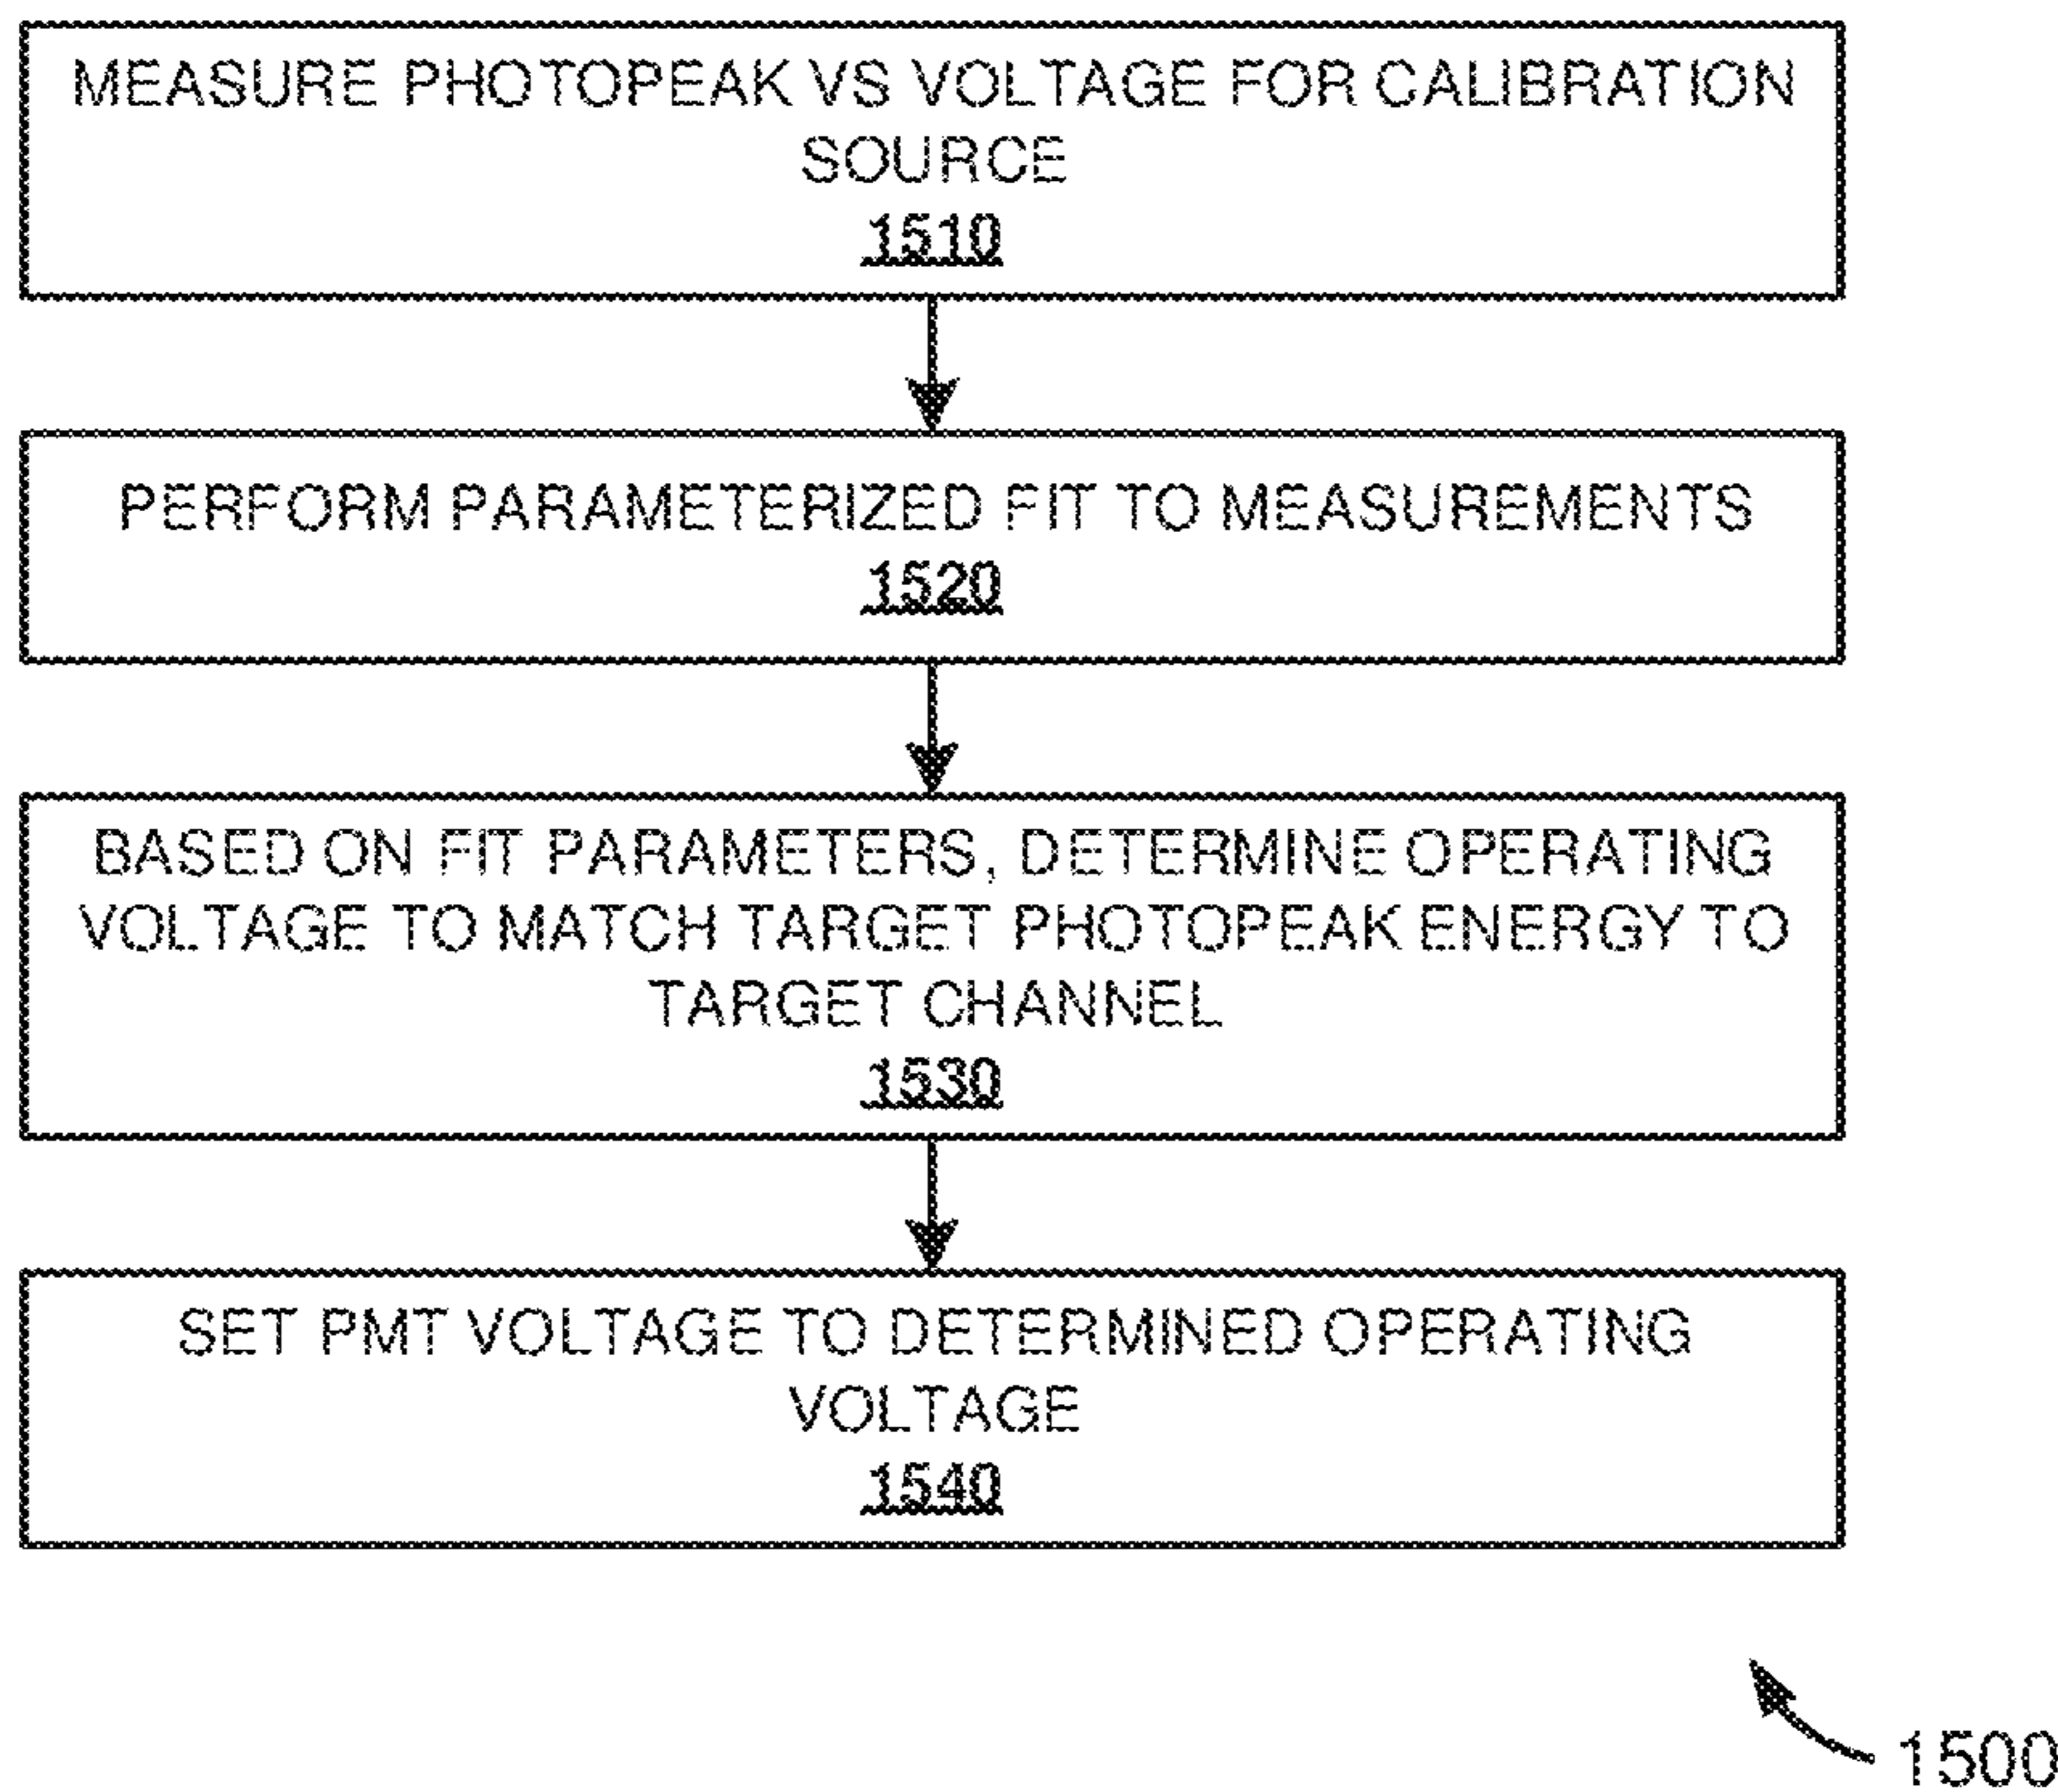 MEASURE PHOTOPEAK VS VOLTAGE FOR CALIBRATION
SOURCE
1510
PERFORM PARAMETERIZED FIT TO MEASUREMENTS
1520
BASED ON FIT PARAMETERS, DETERMINE OPERATING
VOLTAGE TO MATCH TARGET PHOTOPEAK ENERGY TO
TARGET CHANNEL
1530
SET PMT VOLTAGE TO DETERMINED OPERATING
VOLTAGE
1540
1500